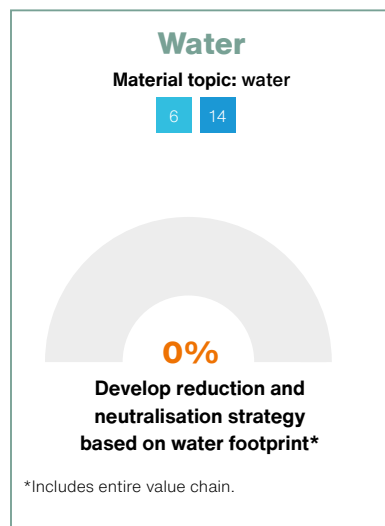 Water
Material topic: water
6 14
0%
Develop reduction and
neutralisation strategy
based on water footprint*
*Includes entire value chain.